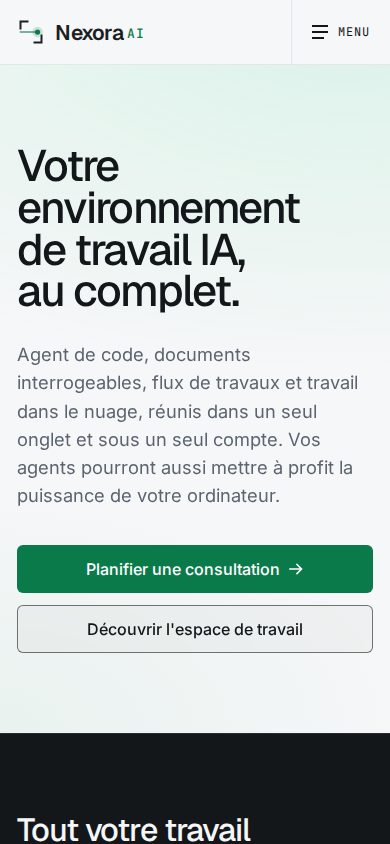 Nexora AI
MENU
Votre
environnement
de travail IA,
au complet.
Agent de code, documents
interrogeables, flux de travaux et travail
dans le nuage, réunis dans un seul
onglet et sous un seul compte. Vos
agents pourront aussi mettre à profit la
puissance de votre ordinateur.
Planifier une consultation →
Découvrir l'espace de travail
Tout votre travail